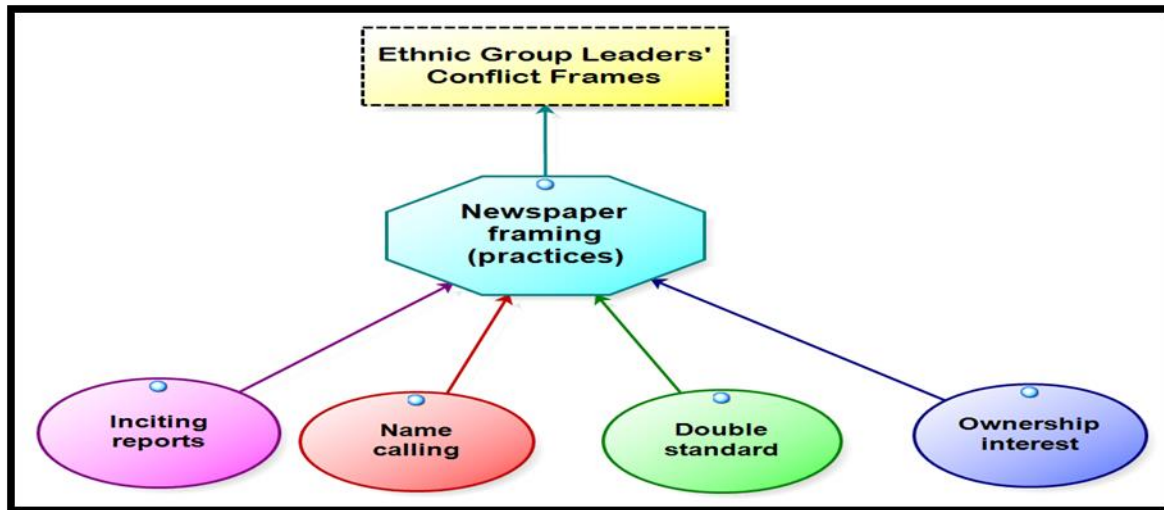 Ethnic Group Leaders'
Conflict Frames
Newspaper
framing
(practices)
Inciting
reports
Name
calling
Double
standard
Ownership
interest